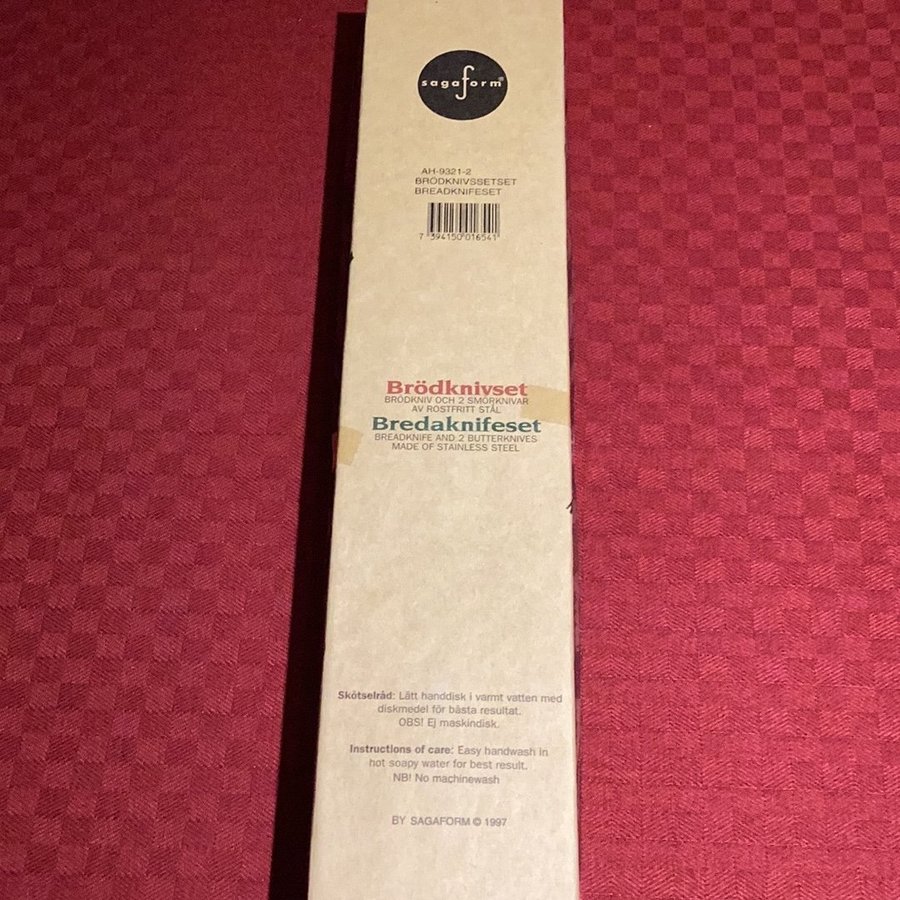 sagaform®
AH-9321-2
BRÖDKNIVSSETSET
BREADKNIFESET
7 394150 016541
Brödknivset
BRÖDKNIV OCH 2 SMÖRKNIVAR
AV ROSTFRITT STÅL
Bredaknifeset
BREADKNIFE AND 2 BUTTERKNIVES
MADE OF STAINLESS STEEL
Skötselråd: Lätt handdisk i varmt vatten med
diskmedel för bästa resultat.
OBS! Ej maskindisk.
Instructions of care: Easy handwash in
hot soapy water for best result.
NB! No machinewash
BY SAGAFORM © 1997